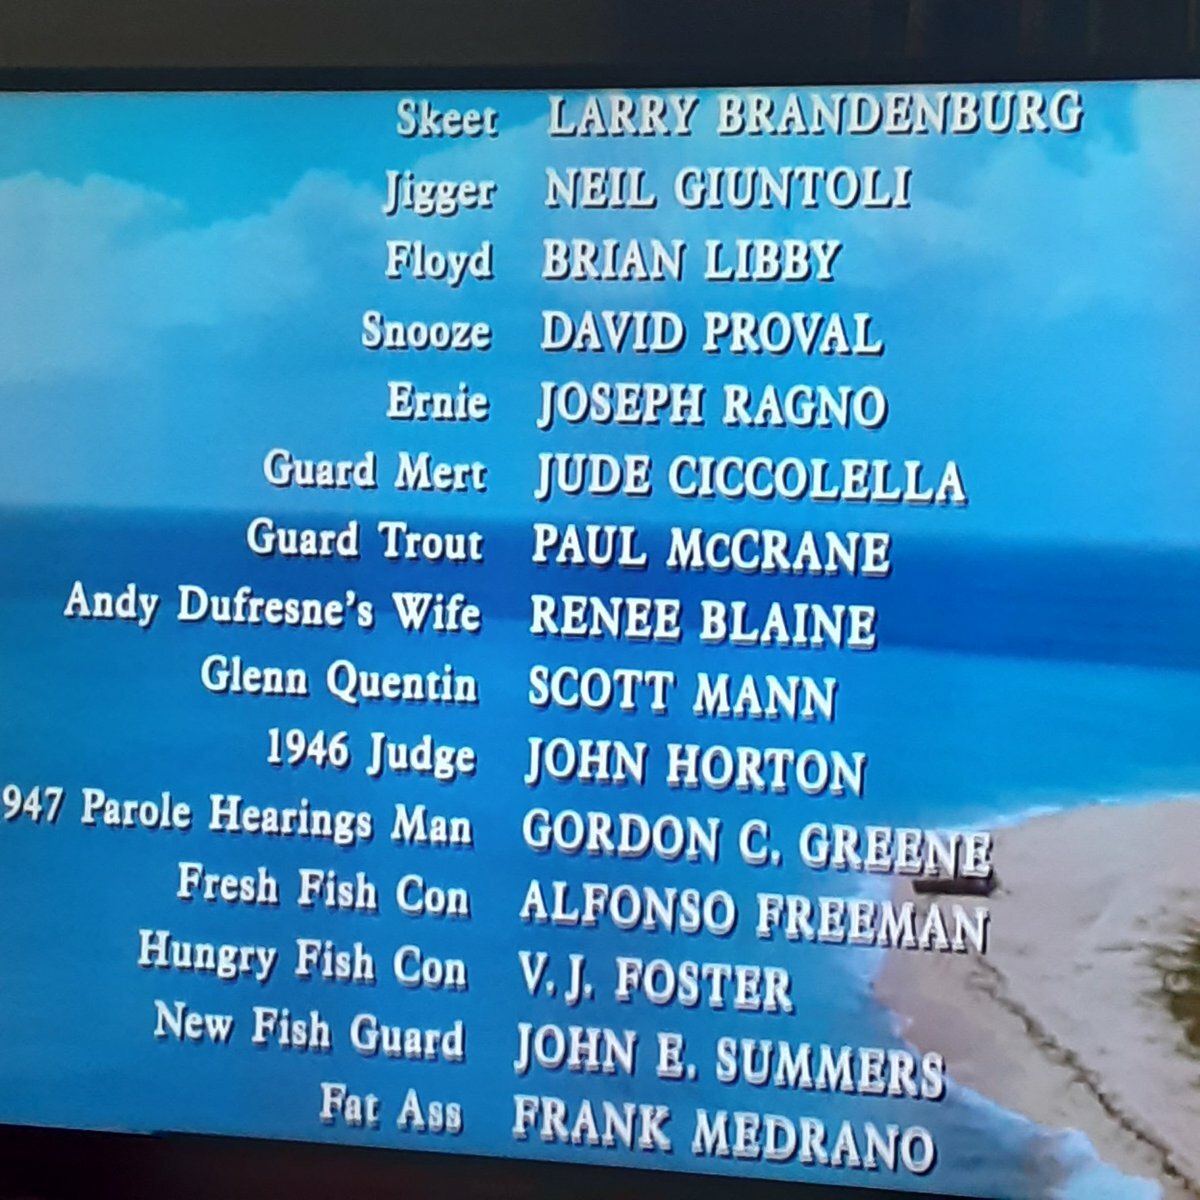 Skeet LARRY BRANDENBURG
Jigger NEIL GIUNTOLI
Floyd BRIAN LIBBY
Snooze DAVID PROVAL
Ernie JOSEPH RAGNO
Guard Mert JUDE CICCOLELLA
Guard Trout PAUL McCRANE
Andy Dufresne's Wife RENEE BLAINE
Glenn Quentin SCOTT MANN
1946 Judge JOHN HORTON
947 Parole Hearings Man GORDON C. GREENE
Fresh Fish Con ALFONSO FREEMAN
Hungry Fish Con V. J. FOSTER
New Fish Guard JOHN E. SUMMERS
Fat Ass FRANK MEDRANO